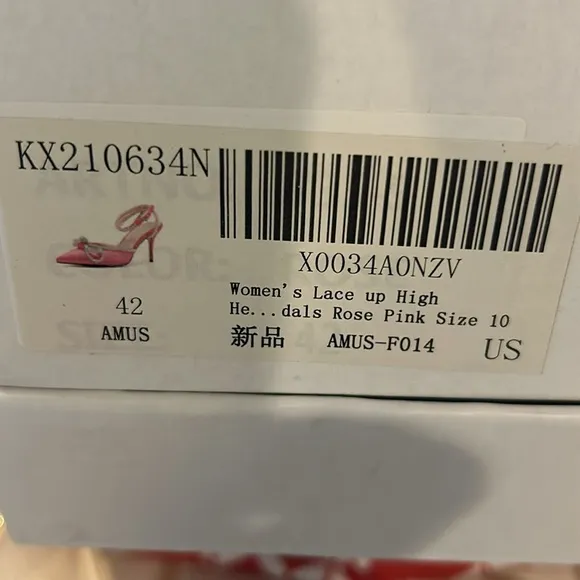 KX210634N
X0034A0NZV
Women's Lace up High
He...dals Rose Pink Size 10
42
AMUS
新品 AMUS-F014 US